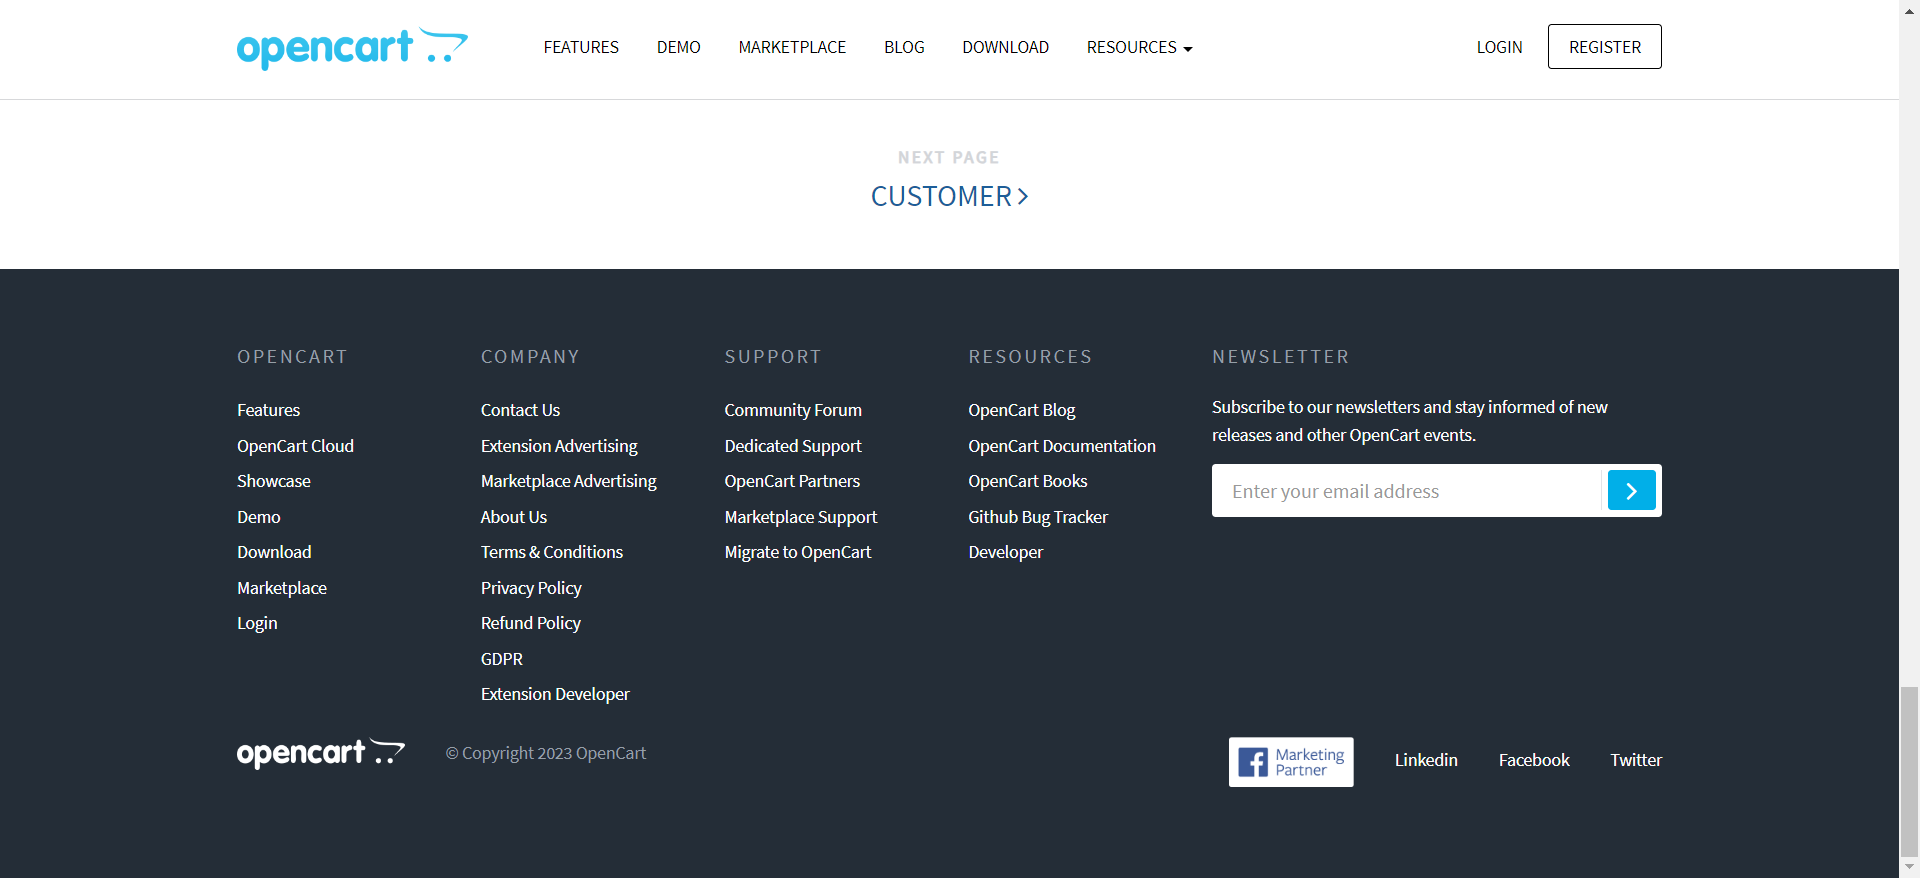 opencart
FEATURES
DEMO
MARKETPLACE
BLOG
DOWNLOAD
RESOURCES
LOGIN
REGISTER
NEXT PAGE
CUSTOMER
OPENCART
Features
OpenCart Cloud
Showcase
Demo
Download
Marketplace
Login
COMPANY
Contact Us
Extension Advertising
Marketplace Advertising
About Us
Terms & Conditions
Privacy Policy
Refund Policy
GDPR
Extension Developer
SUPPORT
Community Forum
Dedicated Support
OpenCart Partners
Marketplace Support
Migrate to OpenCart
RESOURCES
OpenCart Blog
OpenCart Documentation
OpenCart Books
Github Bug Tracker
Developer
NEWSLETTER
Subscribe to our newsletters and stay informed of new
releases and other OpenCart events.
Enter your email address
opencart
© Copyright 2023 OpenCart
Marketing
Partner
Linkedin
Facebook
Twitter